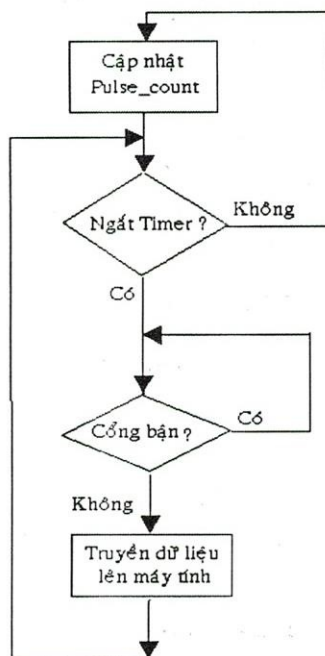 Cập nhật
Pulse_count
Ngắt Timer ?
Không
Có
Cổng bận ?
Có
Không
Truyền dữ liệu
lên máy tính